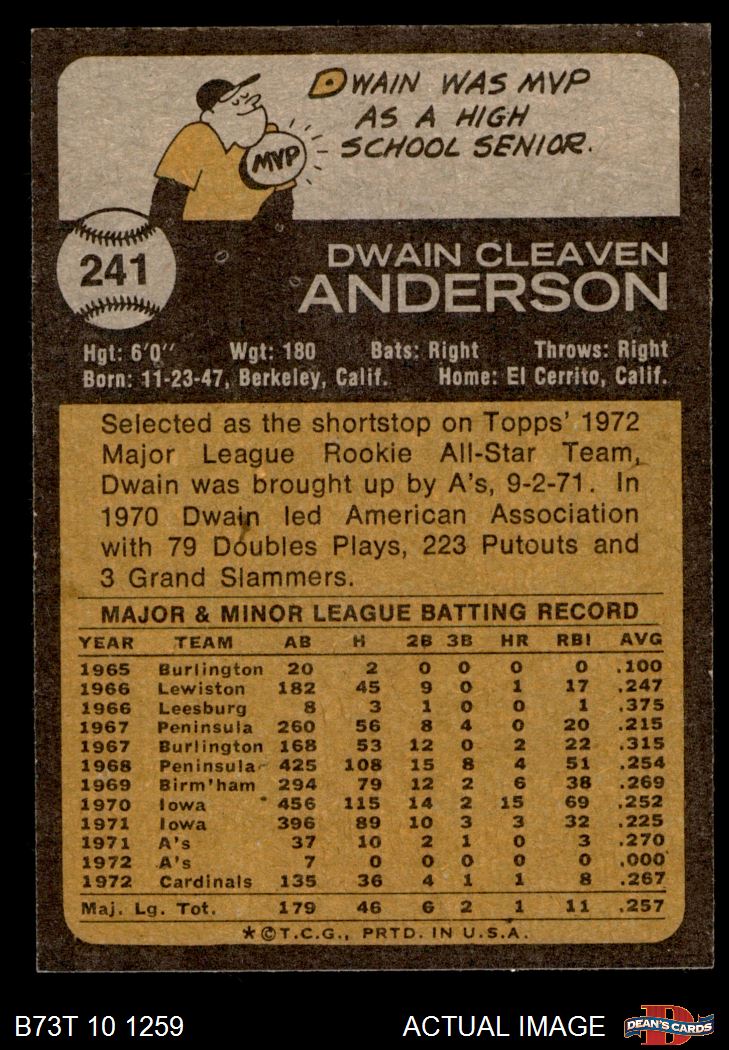 DWAIN WAS MVP
AS A HIGH
SCHOOL SENIOR.
MVP
241
DWAIN CLEAVEN
ANDERSON
Hgt: 6'0'' Wgt: 180 Bats: Right Throws: Right
Born: 11-23-47, Berkeley, Calif. Home: El Cerrito, Calif.
Selected as the shortstop on Topps' 1972
Major League Rookie All-Star Team,
Dwain was brought up by A's, 9-2-71. In
1970 Dwain led American Association
with 79 Doubles Plays, 223 Putouts and
3 Grand Slammers.
MAJOR & MINOR LEAGUE BATTING RECORD
YEAR TEAM AB H 2B 3B HR RBI AVG
1965 Burlington 20 2 0 0 0 0 .100
1966 Lewiston 182 45 9 0 1 17 .247
1966 Leesburg 8 3 1 0 0 1 .375
1967 Peninsula 260 56 8 4 0 20 .215
1967 Burlington 168 53 12 0 2 22 .315
1968 Peninsula 425 108 15 8 4 51 .254
1969 Birm'ham 294 79 12 2 6 38 .269
1970 Iowa 456 115 14 2 15 69 .252
1971 Iowa 396 89 10 3 3 32 .225
1971 A's 37 10 2 1 0 3 .270
1972 A's 7 0 0 0 0 0 .000
1972 Cardinals 135 36 4 1 1 8 .267
Maj. Lg. Tot. 179 46 6 2 1 11 .257
*©T.C.G., PRTD. IN U.S.A.
B73T 10 1259 ACTUAL IMAGE
D
DEAN'S CARDS